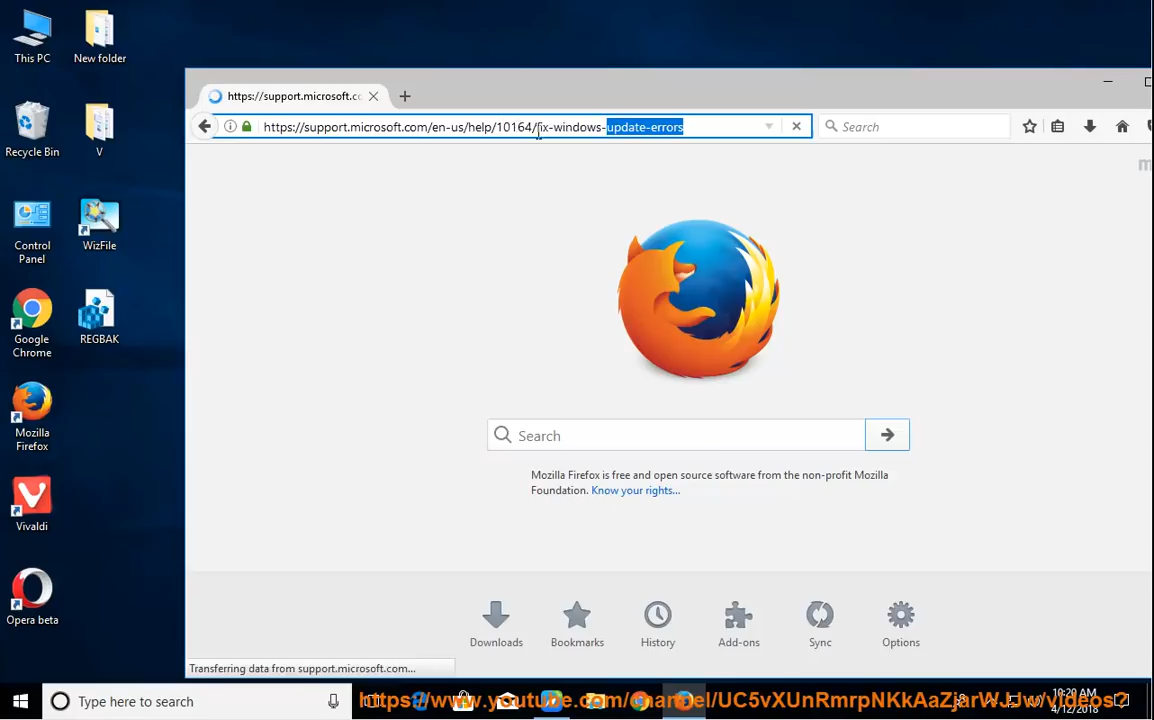 This PC
New folder
Recycle Bin
V
Control
Panel
WizFile
Google
Chrome
REGBAK
Mozilla
Firefox
Vivaldi
Opera beta
https://support.microsoft.cc
https://support.microsoft.com/en-us/help/10164/fix-windows-update-errors
Search
Search
Mozilla Firefox is free and open source software from the non-profit Mozilla
Foundation. Know your rights...
Downloads
Bookmarks
History
Add-ons
Sync
Options
Transferring data from support.microsoft.com...
Type here to search
10:20 AM
4/12/2018